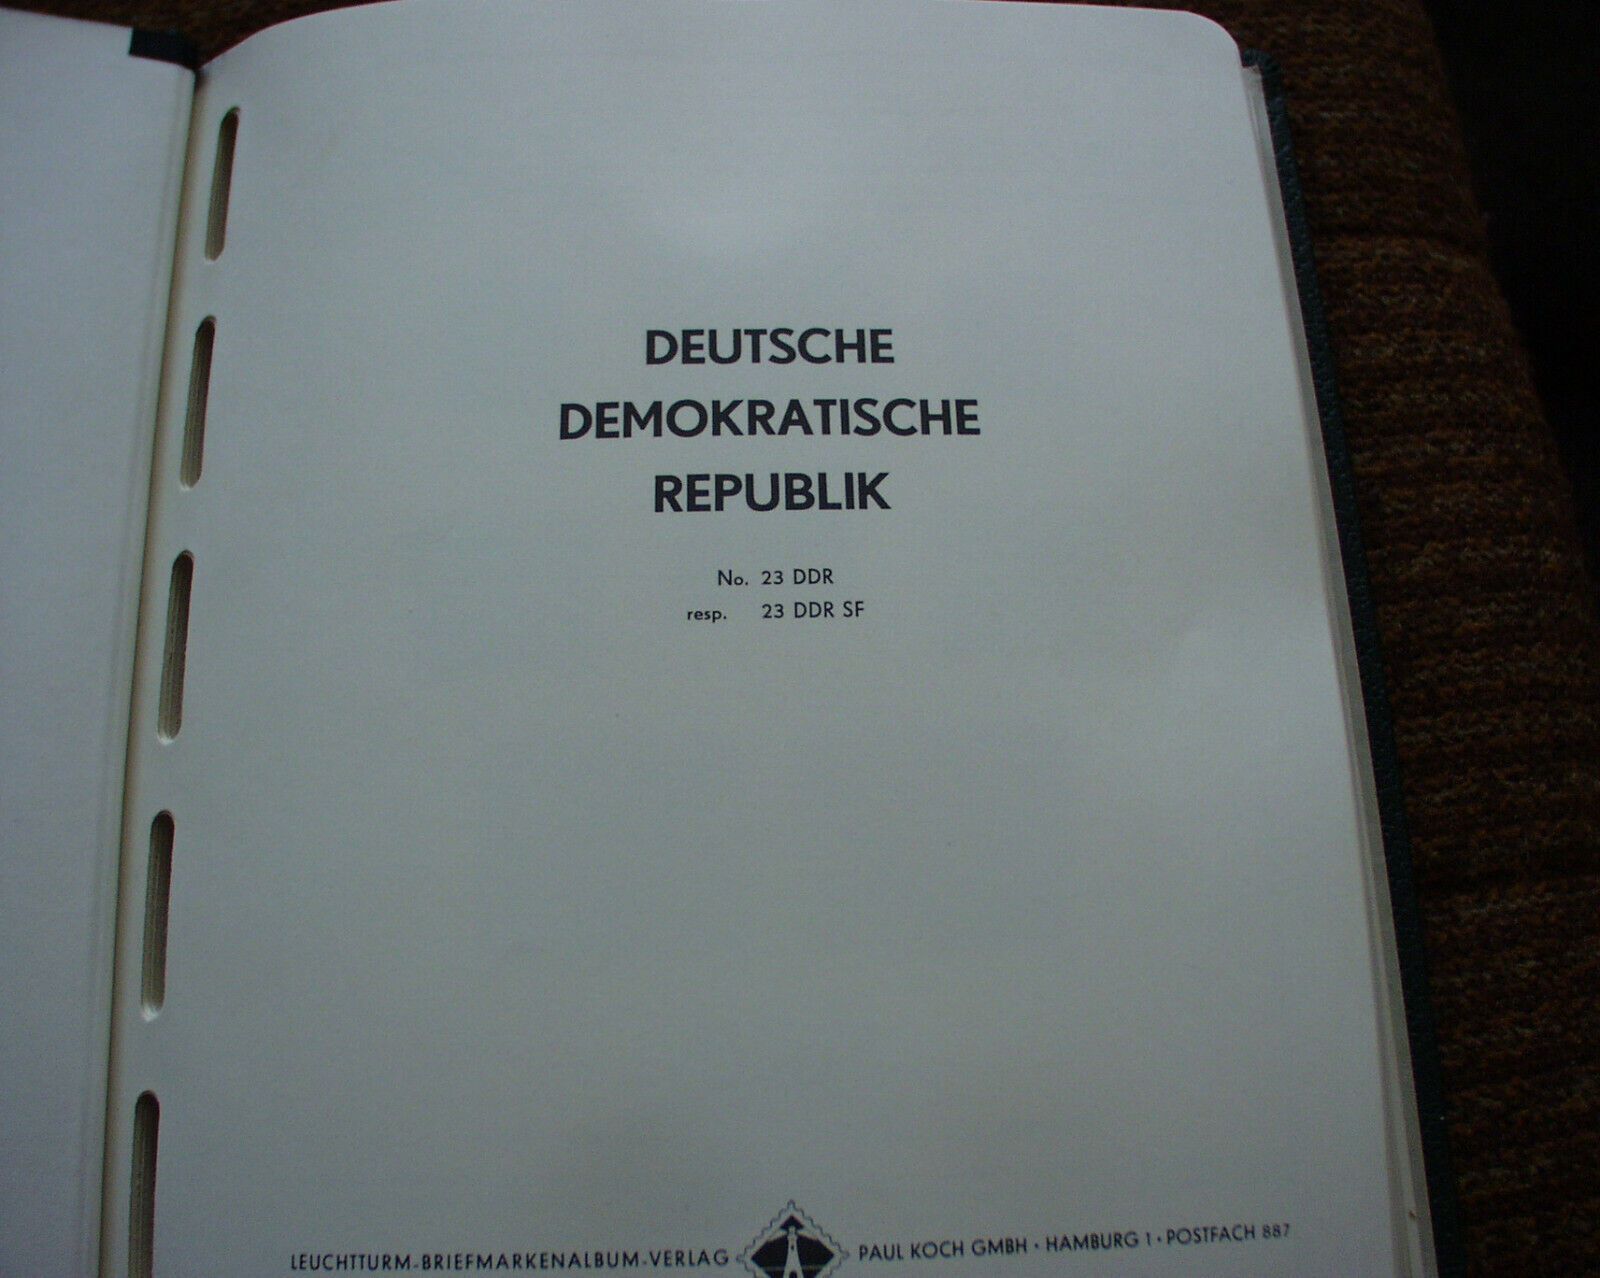 DEUTSCHE
DEMOKRATISCHE
REPUBLIK
No. 23 DDR
resp. 23 DDR SF
LEUCHTTURM-BRIEFMARKENALBUM-VERLAG PAUL KOCH GMBH · HAMBURG 1 · POSTFACH 887